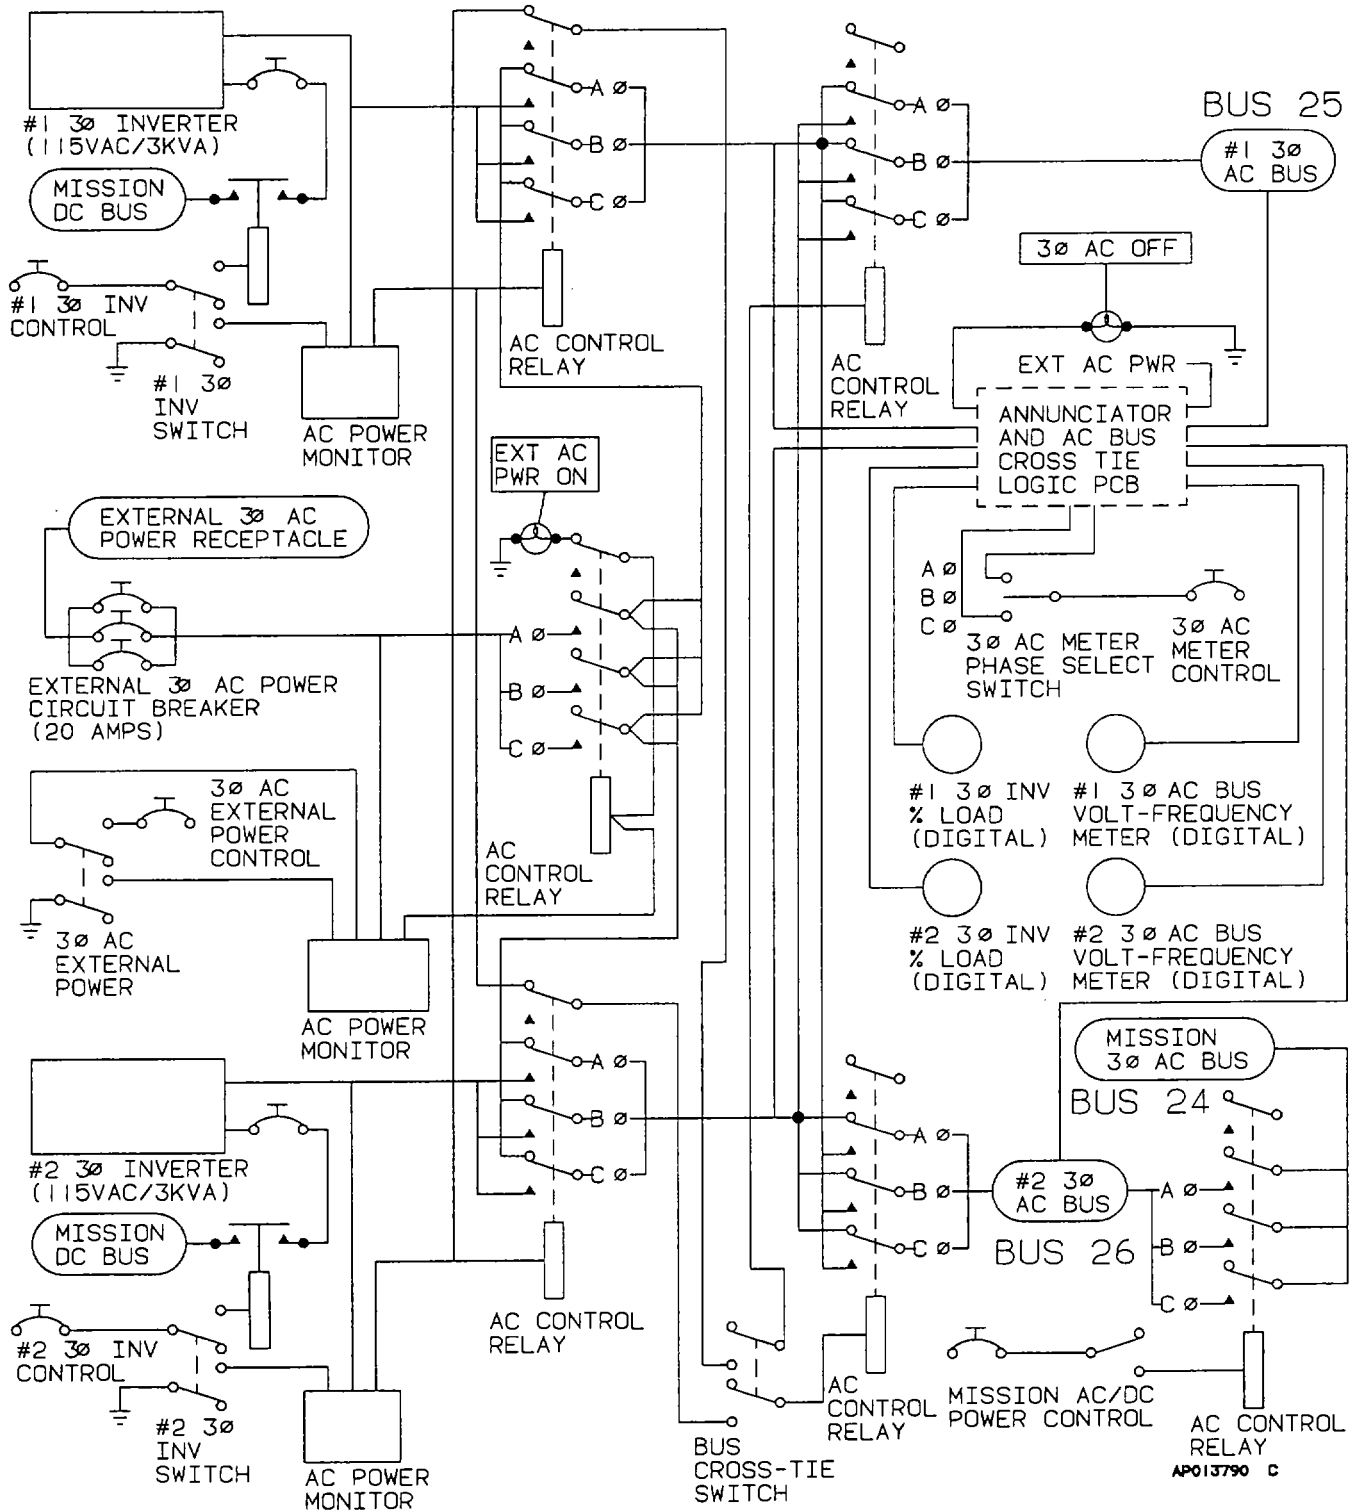 #1 3Ø INVERTER
(115VAC/3KVA)
MISSION
DC BUS
#1 3Ø INV
CONTROL
#1 3Ø
INV
SWITCH
AC POWER
MONITOR
A Ø
B Ø
C Ø
AC CONTROL
RELAY
A Ø
B Ø
C Ø
AC
CONTROL
RELAY
BUS 25
#1 3Ø
AC BUS
3Ø AC OFF
EXT AC PWR
ANNUNCIATOR
AND AC BUS
CROSS TIE
LOGIC PCB
EXT AC
PWR ON
EXTERNAL 3Ø AC
POWER RECEPTACLE
EXTERNAL 3Ø AC POWER
CIRCUIT BREAKER
(20 AMPS)
A Ø
B Ø
C Ø
AC
CONTROL
RELAY
A Ø
B Ø
C Ø
3Ø AC METER
PHASE SELECT
SWITCH
3Ø AC
METER
CONTROL
#1 3Ø INV
% LOAD
(DIGITAL)
#1 3Ø AC BUS
VOLT-FREQUENCY
METER (DIGITAL)
#2 3Ø INV
% LOAD
(DIGITAL)
#2 3Ø AC BUS
VOLT-FREQUENCY
METER (DIGITAL)
3Ø AC
EXTERNAL
POWER
CONTROL
3Ø AC
EXTERNAL
POWER
AC POWER
MONITOR
#2 3Ø INVERTER
(115VAC/3KVA)
MISSION
DC BUS
#2 3Ø INV
CONTROL
#2 3Ø
INV
SWITCH
AC POWER
MONITOR
A Ø
B Ø
C Ø
AC CONTROL
RELAY
BUS
CROSS-TIE
SWITCH
A Ø
B Ø
C Ø
AC
CONTROL
RELAY
#2 3Ø
AC BUS
BUS 26
MISSION
3Ø AC BUS
BUS 24
A Ø
B Ø
C Ø
MISSION AC/DC
POWER CONTROL
AC CONTROL
RELAY
AP013790 C